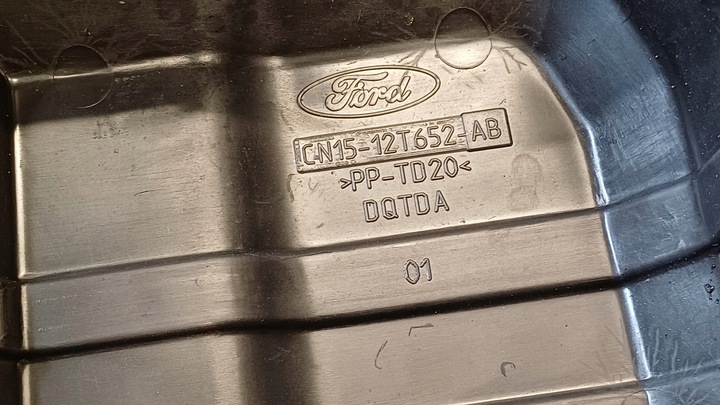 Ford
CN15-12T652-AB
>PP-TD20<
DQTDA
01